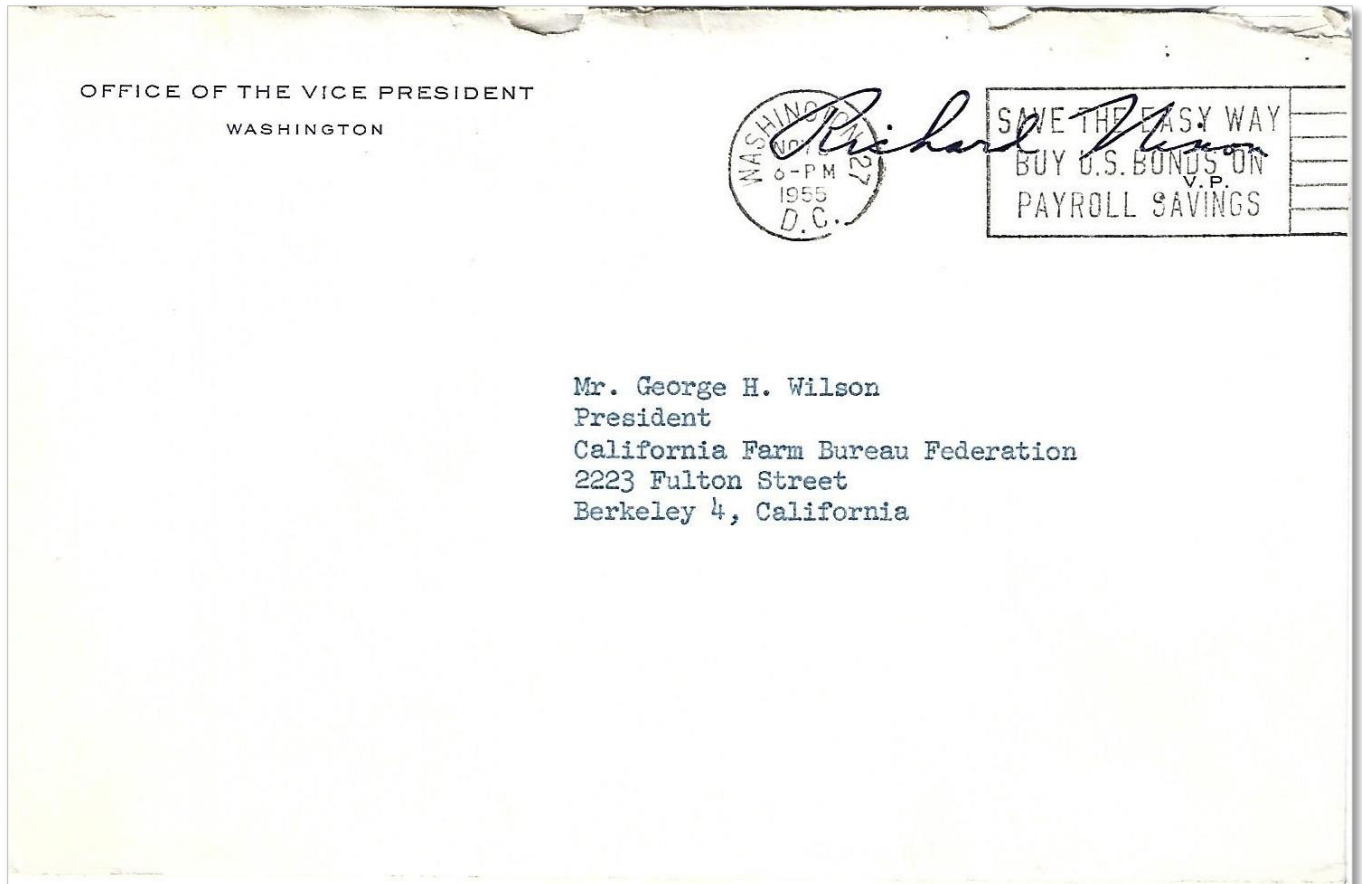 OFFICE OF THE VICE PRESIDENT
WASHINGTON
WASHINGTON 27
NOV
6-PM
1955
D.C.
Richard Nixon
V.P.
SAVE THE EASY WAY
BUY U.S. BONDS ON
PAYROLL SAVINGS
Mr. George H. Wilson
President
California Farm Bureau Federation
2223 Fulton Street
Berkeley 4, California